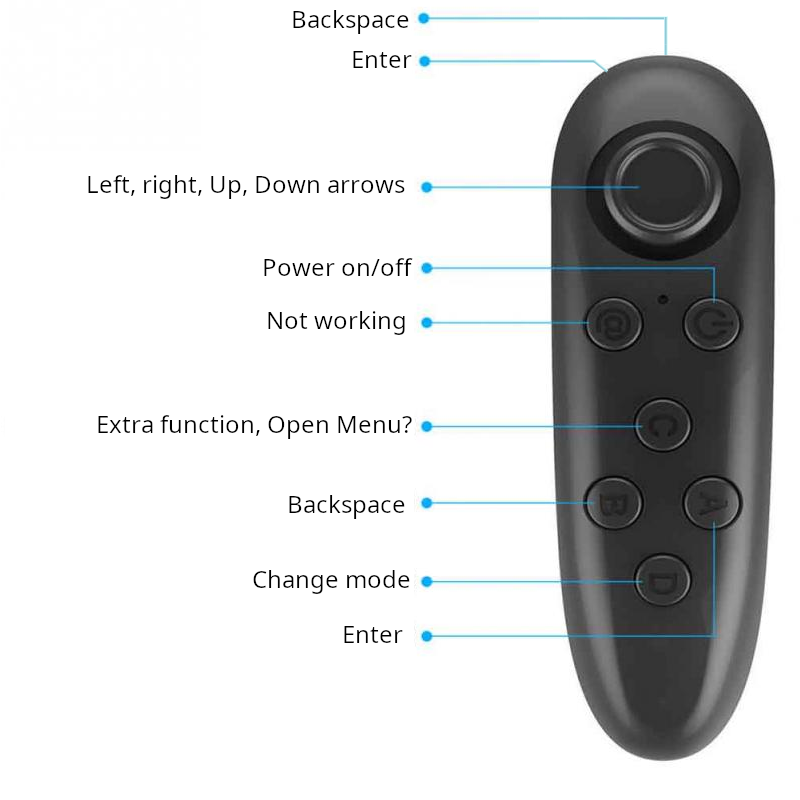 Backspace
Enter
Left, right, Up, Down arrows
Power on/off
Not working
@
Extra function, Open Menu?
C
Backspace
B
A
Change mode
D
Enter